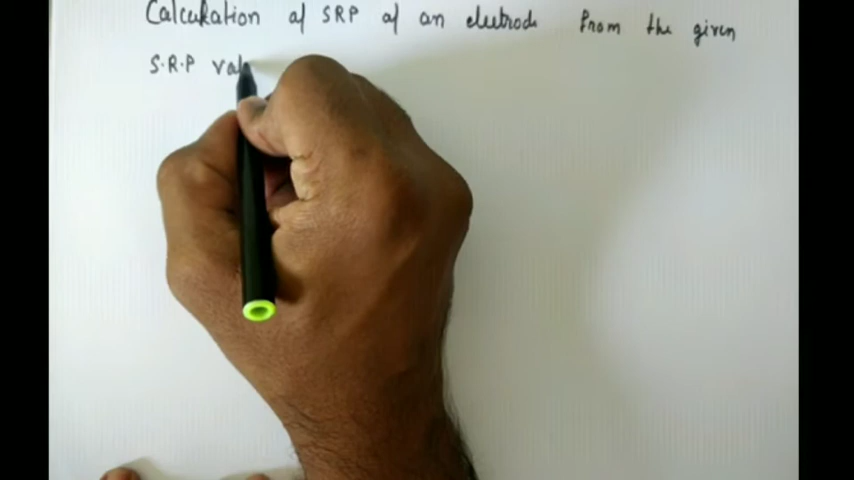 Calculation of SRP of an electrode from the given
S.R.P val